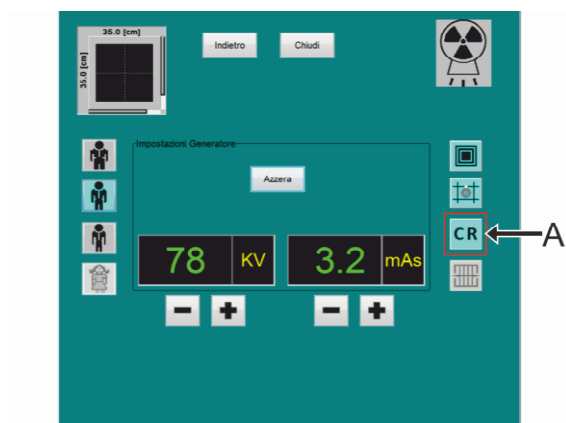 35.0 [cm]
35.0 [cm]
Indietro
Chiudi
Impostazioni Generatore
Azzera
CR
A
78 KV
3.2 mAs